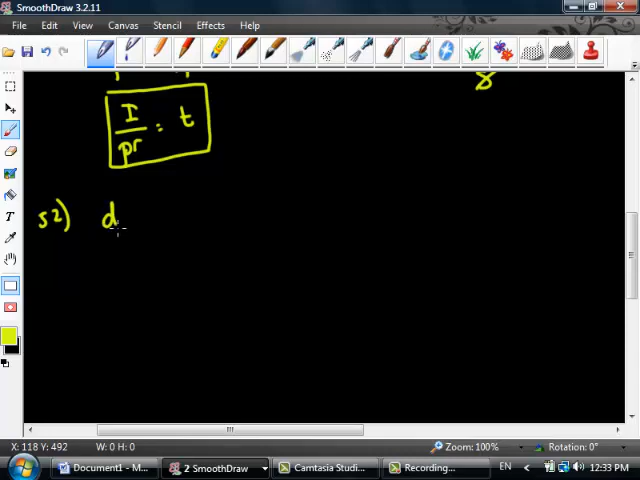 SmoothDraw 3.2.11
File Edit View Canvas Stencil Effects Help
8
I/pr = t
52) d
X: 118 Y: 492 W: 0 H: 0 Zoom: 100% Rotation: 0°
Document1 - M... 2 SmoothDraw Camtasia Studi... Recording... EN 12:33 PM